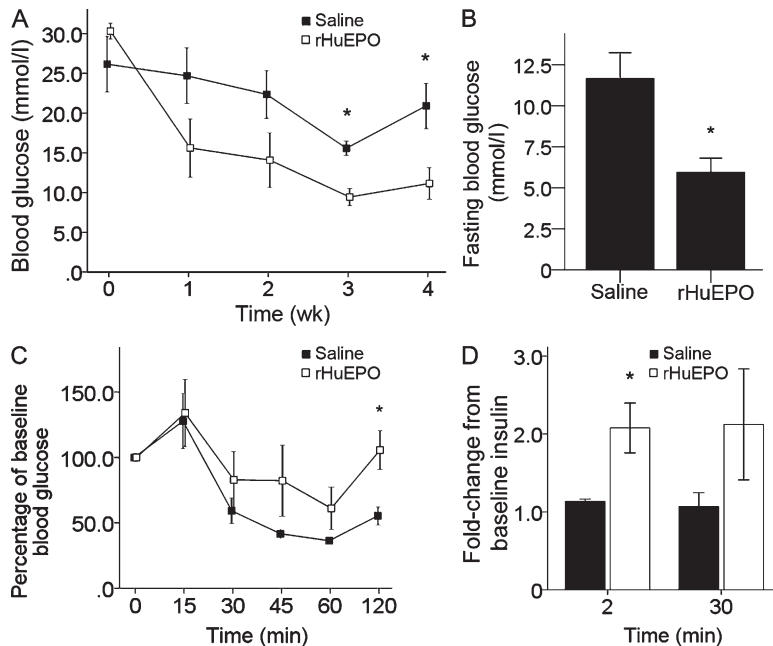 A
Saline
rHuEPO
Blood glucose (mmol/l)
30.0
25.0
20.0
15.0
10.0
5.0
.0
*
*
0 1 2 3 4
Time (wk)
B
Fasting blood glucose
(mmol/l)
12.5
10.0
7.5
5.0
2.5
0
*
Saline rHuEPO
C
Saline
rHuEPO
Percentage of baseline
blood glucose
150.0
100.0
50.0
.0
*
0 15 30 45 60 120
Time (min)
D
Saline
rHuEPO
Fold-change from
baseline insulin
3.0
2.0
1.0
0
*
2 30
Time (min)